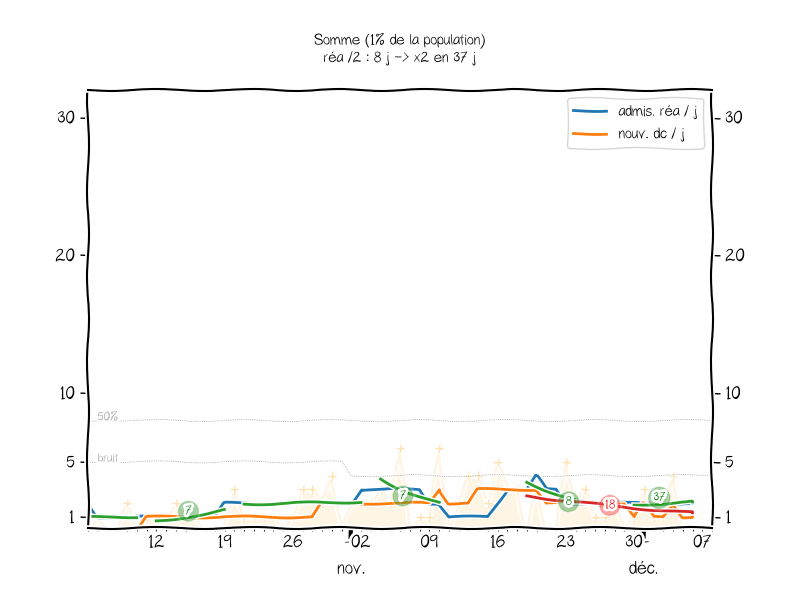 Somme (1% de la population)
réa /2 : 8 j -> x2 en 37 j
admis. réa / j
nouv. dc / j
30 30
20 20
10 10
50%
bruit
5 5
7 7 8 18 37
1 1
12 19 26 02 09 16 23 30 07
nov. déc.